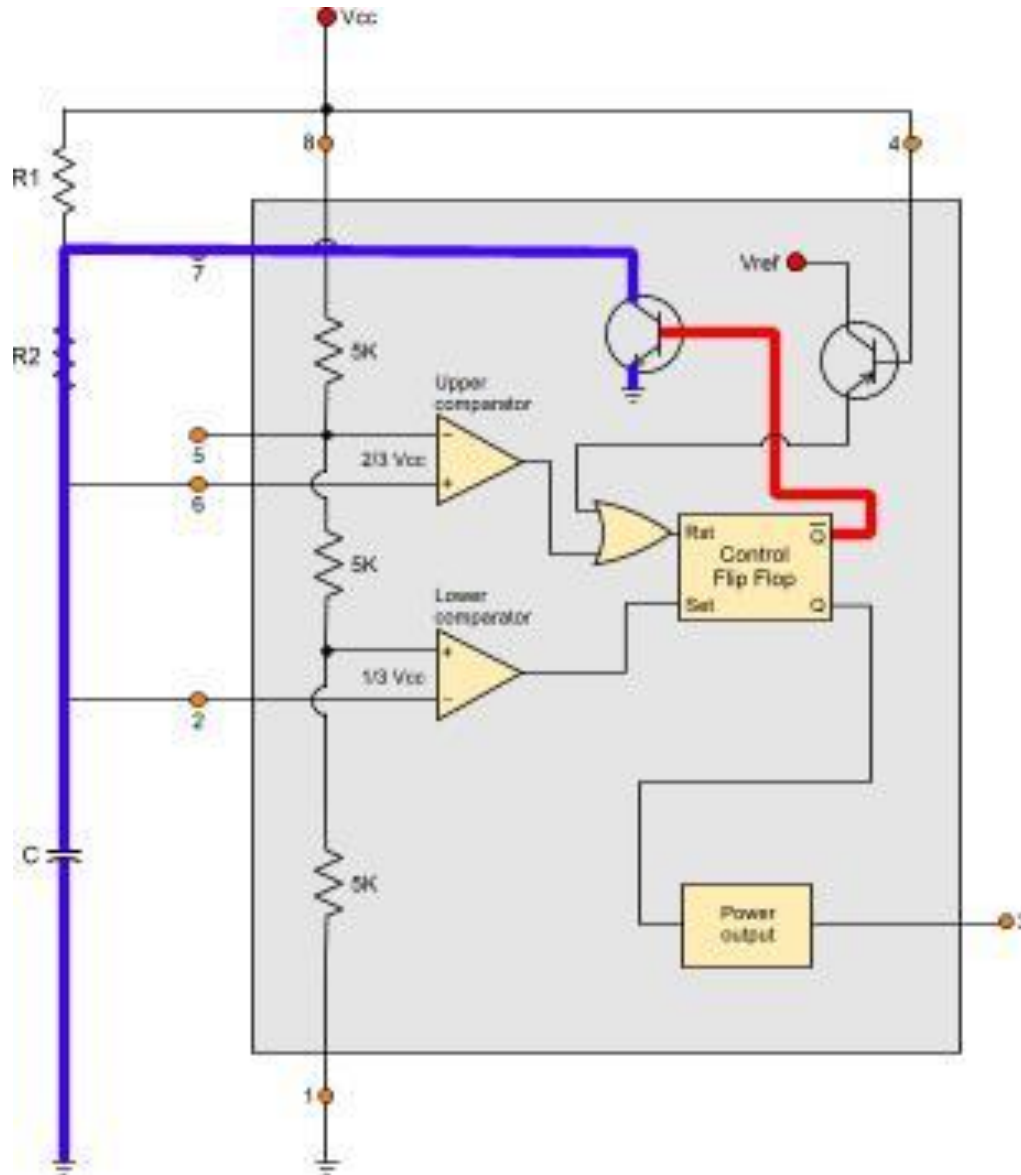 Vcc
8
4
R1
7
Vref
R2
5K
Upper
comparator
5
2/3 Vcc
-
+
6
Rst
Q
Control
Flip Flop
5K
Set
Q
Lower
comparator
+
1/3 Vcc
-
2
C
5K
Power
output
1